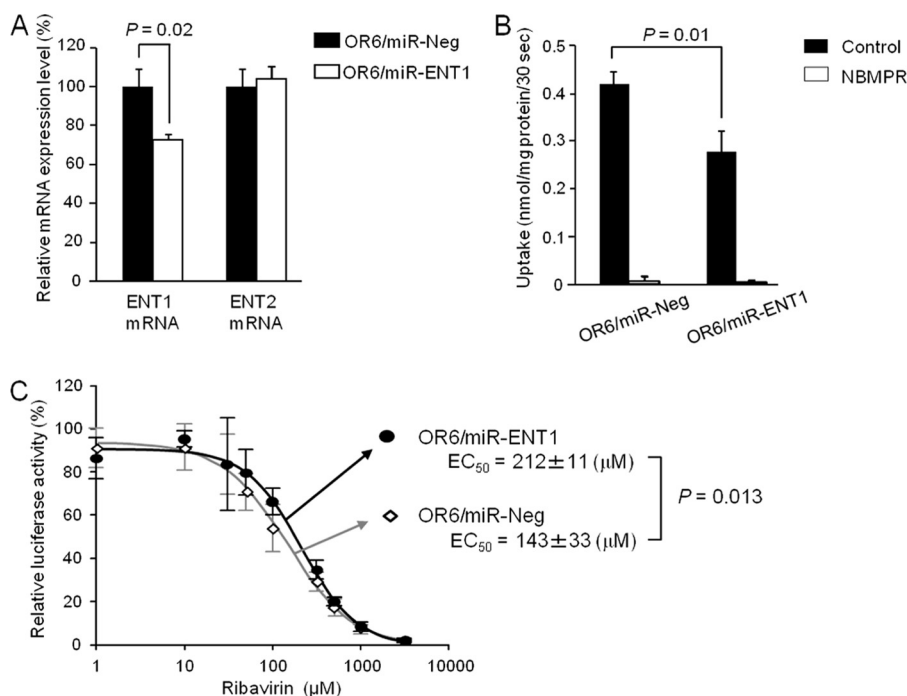 A
Relative mRNA expression level (%)
120
100
80
60
40
20
0
P = 0.02
OR6/miR-Neg
OR6/miR-ENT1
ENT1
mRNA
ENT2
mRNA
B
Uptake (nmol/mg protein/30 sec)
0.5
0.4
0.3
0.2
0.1
0
P = 0.01
Control
NBMPR
OR6/miR-Neg
OR6/miR-ENT1
C
Relative luciferase activity (%)
120
100
80
60
40
20
0
1
10
100
1000
10000
Ribavirin (μM)
OR6/miR-ENT1
EC50 = 212±11 (μM)
OR6/miR-Neg
EC50 = 143±33 (μM)
P = 0.013